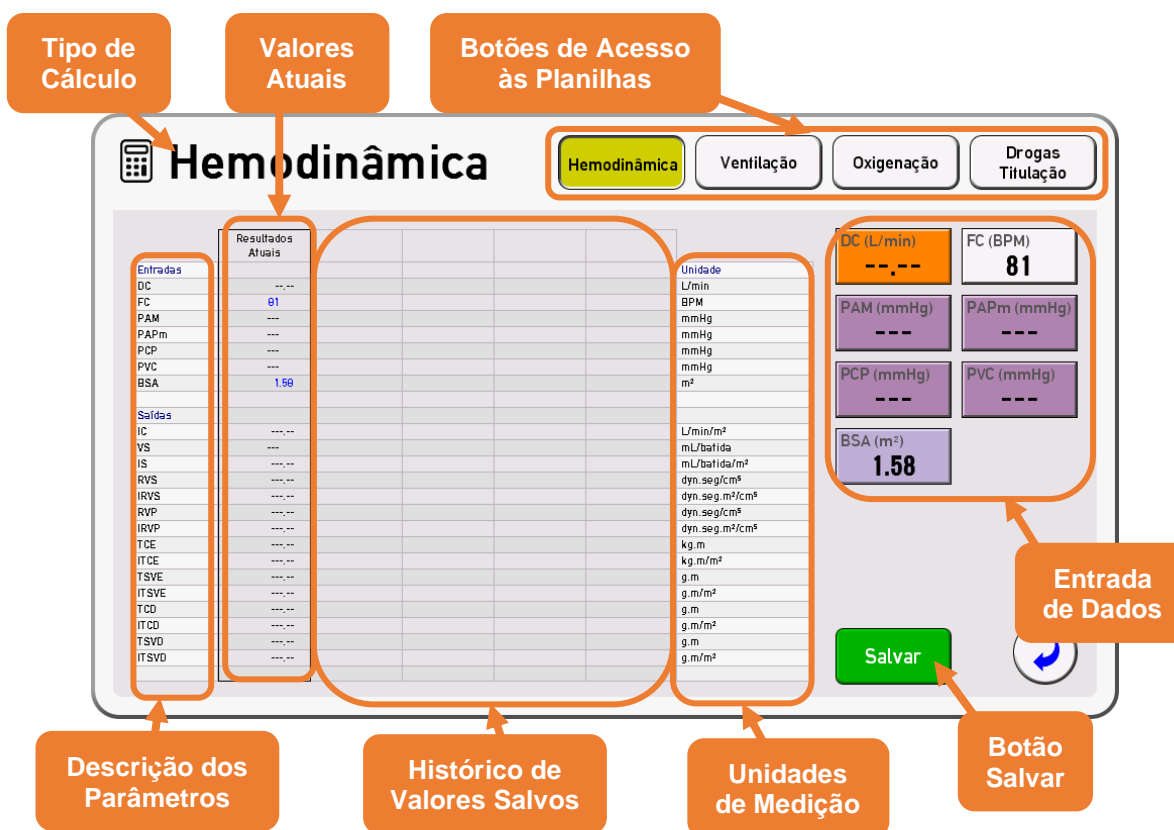 Tipo de
Cálculo
Valores
Atuais
Botões de Acesso
às Planilhas
Hemodinâmica
Hemodinâmica
Ventilação
Oxigenação
Drogas
Titulação
Resultados
Atuais
Entradas Unidade
DC --.-- L/min
FC 81 BPM
PAM --- mmHg
PAPm --- mmHg
PCP --- mmHg
PVC --- mmHg
BSA 1.58 m²
Saídas
IC ---.-- L/min/m²
VS --- mL/batida
IS ---.-- mL/batida/m²
RVS ---.-- dyn.seg/cm⁵
IRVS ---.-- dyn.seg.m²/cm⁵
RVP ---.-- dyn.seg/cm⁵
IRVP ---.-- dyn.seg.m²/cm⁵
TCE ---.-- kg.m
ITCE ---.-- kg.m/m²
TSVE ---.-- g.m
ITSVE ---.-- g.m/m²
TCD ---.-- g.m
ITCD ---.-- g.m/m²
TSVD ---.-- g.m
ITSVD ---.-- g.m/m²
DC (L/min)
--.--
FC (BPM)
81
PAM (mmHg)
---
PAPm (mmHg)
---
PCP (mmHg)
---
PVC (mmHg)
---
BSA (m²)
1.58
Entrada
de Dados
Salvar
Descrição dos
Parâmetros
Histórico de
Valores Salvos
Unidades
de Medição
Botão
Salvar